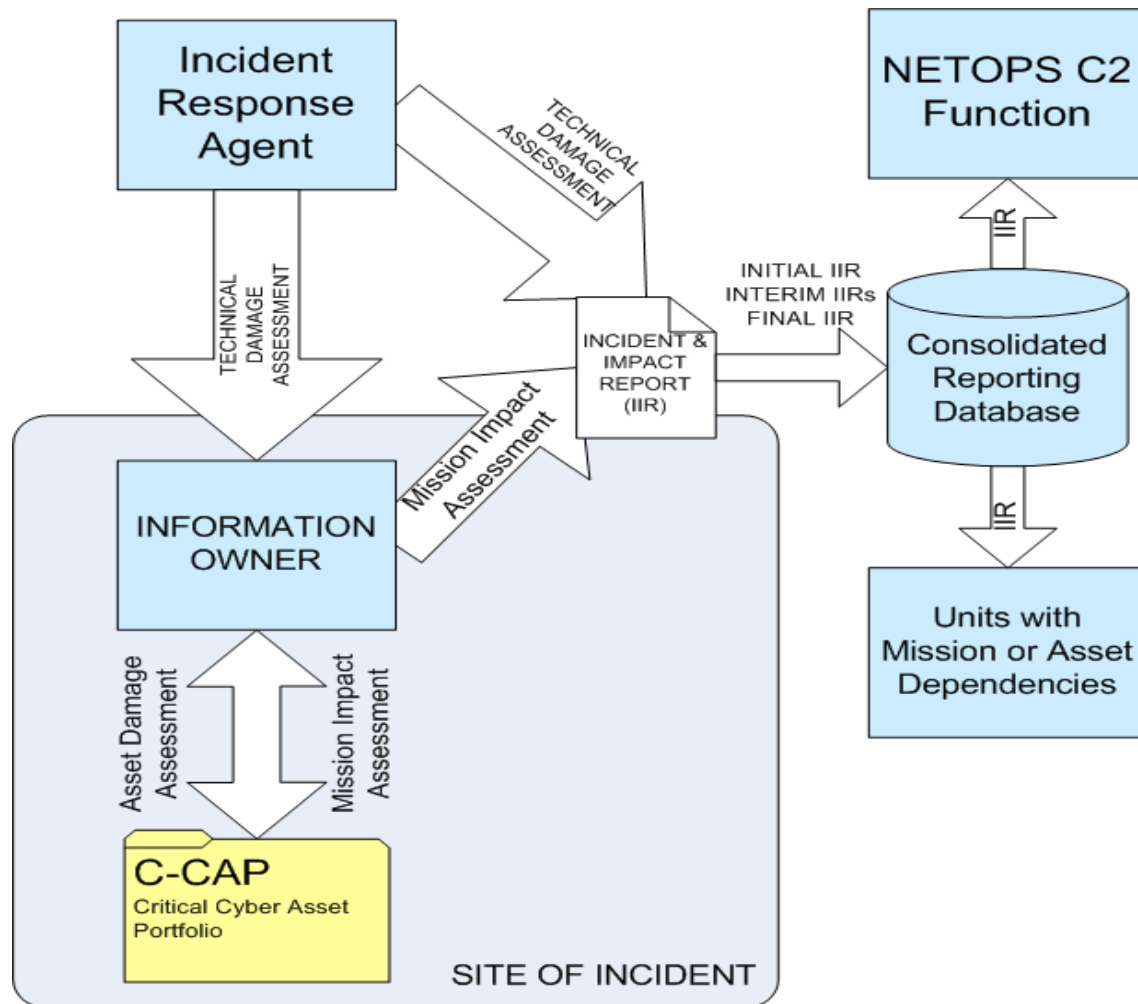 Incident
Response
Agent
NETOPS C2
Function
TECHNICAL
DAMAGE
ASSESSMENT
TECHNICAL
DAMAGE
ASSESSMENT
IIR
INITIAL IIR
INTERIM IIRs
FINAL IIR
INCIDENT &
IMPACT
REPORT
(IIR)
Consolidated
Reporting
Database
Mission Impact
Assessment
INFORMATION
OWNER
IIR
Units with
Mission or Asset
Dependencies
Asset Damage
Assessment
Mission Impact
Assessment
C-CAP
Critical Cyber Asset
Portfolio
SITE OF INCIDENT